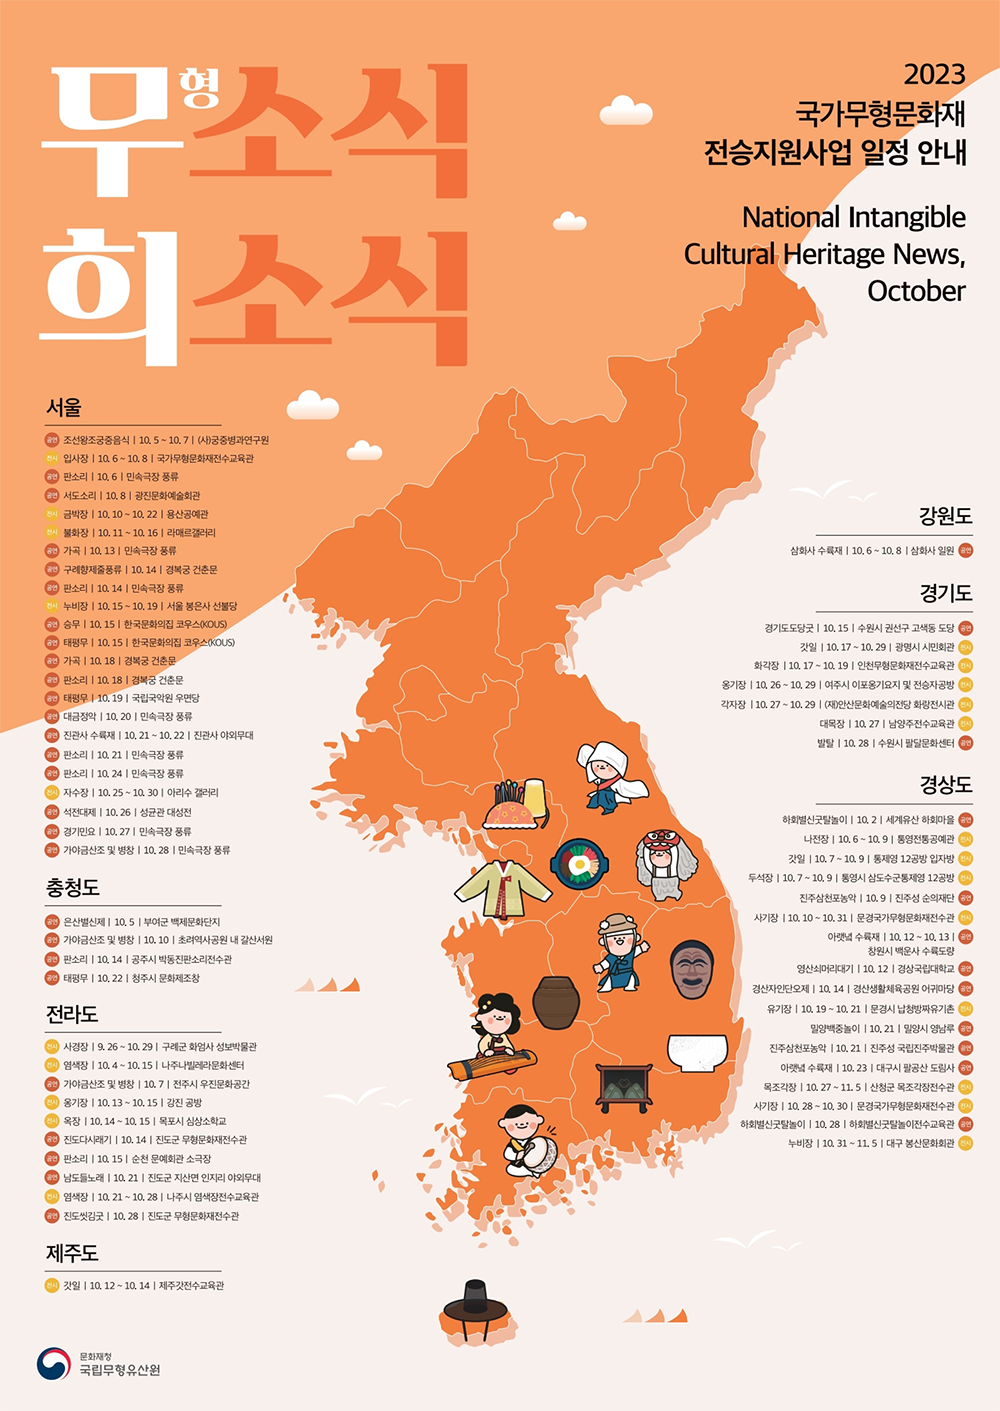 무형소식
희소식
2023
국가무형문화재
전승지원사업 일정 안내
National Intangible
Cultural Heritage News,
October
서울
공연 조선왕조궁중음식 | 10. 5 ~ 10. 7 | (사)궁중병과연구원
전시 입사장 | 10. 6 ~ 10. 8 | 국가무형문화재전수교육관
공연 판소리 | 10. 6 | 민속극장 풍류
공연 서도소리 | 10. 8 | 광진문화예술회관
전시 금박장 | 10. 10 ~ 10. 22 | 용산공예관
전시 불화장 | 10. 11 ~ 10. 16 | 라메르갤러리
공연 가곡 | 10. 13 | 민속극장 풍류
공연 구례향제줄풍류 | 10. 14 | 경복궁 건춘문
공연 판소리 | 10. 14 | 민속극장 풍류
전시 누비장 | 10. 15 ~ 10. 19 | 서울 봉은사 선불당
공연 승무 | 10. 15 | 한국문화의집 코우스(KOUS)
공연 태평무 | 10. 15 | 한국문화의집 코우스(KOUS)
공연 가곡 | 10. 18 | 경복궁 건춘문
공연 판소리 | 10. 18 | 경복궁 건춘문
공연 태평무 | 10. 19 | 국립국악원 우면당
공연 대금정악 | 10. 20 | 민속극장 풍류
공연 진관사 수륙재 | 10. 21 ~ 10. 22 | 진관사 야외무대
공연 판소리 | 10. 21 | 민속극장 풍류
공연 판소리 | 10. 24 | 민속극장 풍류
전시 자수장 | 10. 25 ~ 10. 30 | 아리수 갤러리
공연 석전대제 | 10. 26 | 성균관 대성전
공연 경기민요 | 10. 27 | 민속극장 풍류
공연 가야금산조 및 병창 | 10. 28 | 민속극장 풍류
충청도
공연 은산별신제 | 10. 5 | 부여군 백제문화단지
공연 가야금산조 및 병창 | 10. 10 | 초려역사공원 내 갈산서원
공연 판소리 | 10. 14 | 공주시 박동진판소리전수관
공연 태평무 | 10. 22 | 청주시 문화제조창
전라도
전시 사경장 | 9. 26 ~ 10. 29 | 구례군 화엄사 성보박물관
전시 염색장 | 10. 4 ~ 10. 15 | 나주나빌레라문화센터
공연 가야금산조 및 병창 | 10. 7 | 전주시 우진문화공간
전시 옹기장 | 10. 13 ~ 10. 15 | 강진 공방
전시 옥장 | 10. 14 ~ 10. 15 | 목포시 심상소학교
공연 진도다시래기 | 10. 14 | 진도군 무형문화재전수관
공연 판소리 | 10. 15 | 순천 문예회관 소극장
공연 남도들노래 | 10. 21 | 진도군 지산면 인지리 야외무대
전시 염색장 | 10. 21 ~ 10. 28 | 나주시 염색장전수교육관
공연 진도씻김굿 | 10. 28 | 진도군 무형문화재전수관
제주도
전시 갓일 | 10. 12 ~ 10. 14 | 제주갓전수교육관
문화재청
국립무형유산원
강원도
삼화사 수륙재 | 10. 6 ~ 10. 8 | 삼화사 일원 공연
경기도
경기도도당굿 | 10. 15 | 수원시 권선구 고색동 도당 공연
갓일 | 10. 17 ~ 10. 29 | 광명시 시민회관 전시
화각장 | 10. 17 ~ 10. 19 | 인천무형문화재전수교육관 전시
옹기장 | 10. 26 ~ 10. 29 | 여주시 이포옹기요지 및 전승자공방 전시
각자장 | 10. 27 ~ 10. 29 | (재)안산문화예술의전당 화랑전시관 전시
대목장 | 10. 27 | 남양주전수교육관 전시
발탈 | 10. 28 | 수원시 팔달문화센터 공연
경상도
하회별신굿탈놀이 | 10. 2 | 세계유산 하회마을 공연
나전장 | 10. 6 ~ 10. 9 | 통영전통공예관 전시
갓일 | 10. 7 ~ 10. 9 | 통제영 12공방 입자방 전시
두석장 | 10. 7 ~ 10. 9 | 통영시 삼도수군통제영 12공방 전시
진주삼천포농악 | 10. 9 | 진주성 순의재단 공연
사기장 | 10. 10 ~ 10. 31 | 문경국가무형문화재전수관 전시
아랫녘 수륙재 | 10. 12 ~ 10. 13 | 공연
창원시 백운사 수륙도량
영산쇠머리대기 | 10. 12 | 경상국립대학교 공연
경산자인단오제 | 10. 14 | 경산생활체육공원 어귀마당 공연
유기장 | 10. 19 ~ 10. 21 | 문경시 납청방짜유기촌 전시
밀양백중놀이 | 10. 21 | 밀양시 영남루 공연
진주삼천포농악 | 10. 21 | 진주성 국립진주박물관 공연
아랫녘 수륙재 | 10. 23 | 대구시 팔공산 도림사 공연
목조각장 | 10. 27 ~ 11. 5 | 산청군 목조각장전수관 전시
사기장 | 10. 28 ~ 10. 30 | 문경국가무형문화재전수관 전시
하회별신굿탈놀이 | 10. 28 | 하회별신굿탈놀이전수교육관 공연
누비장 | 10. 31 ~ 11. 5 | 대구 봉산문화회관 전시